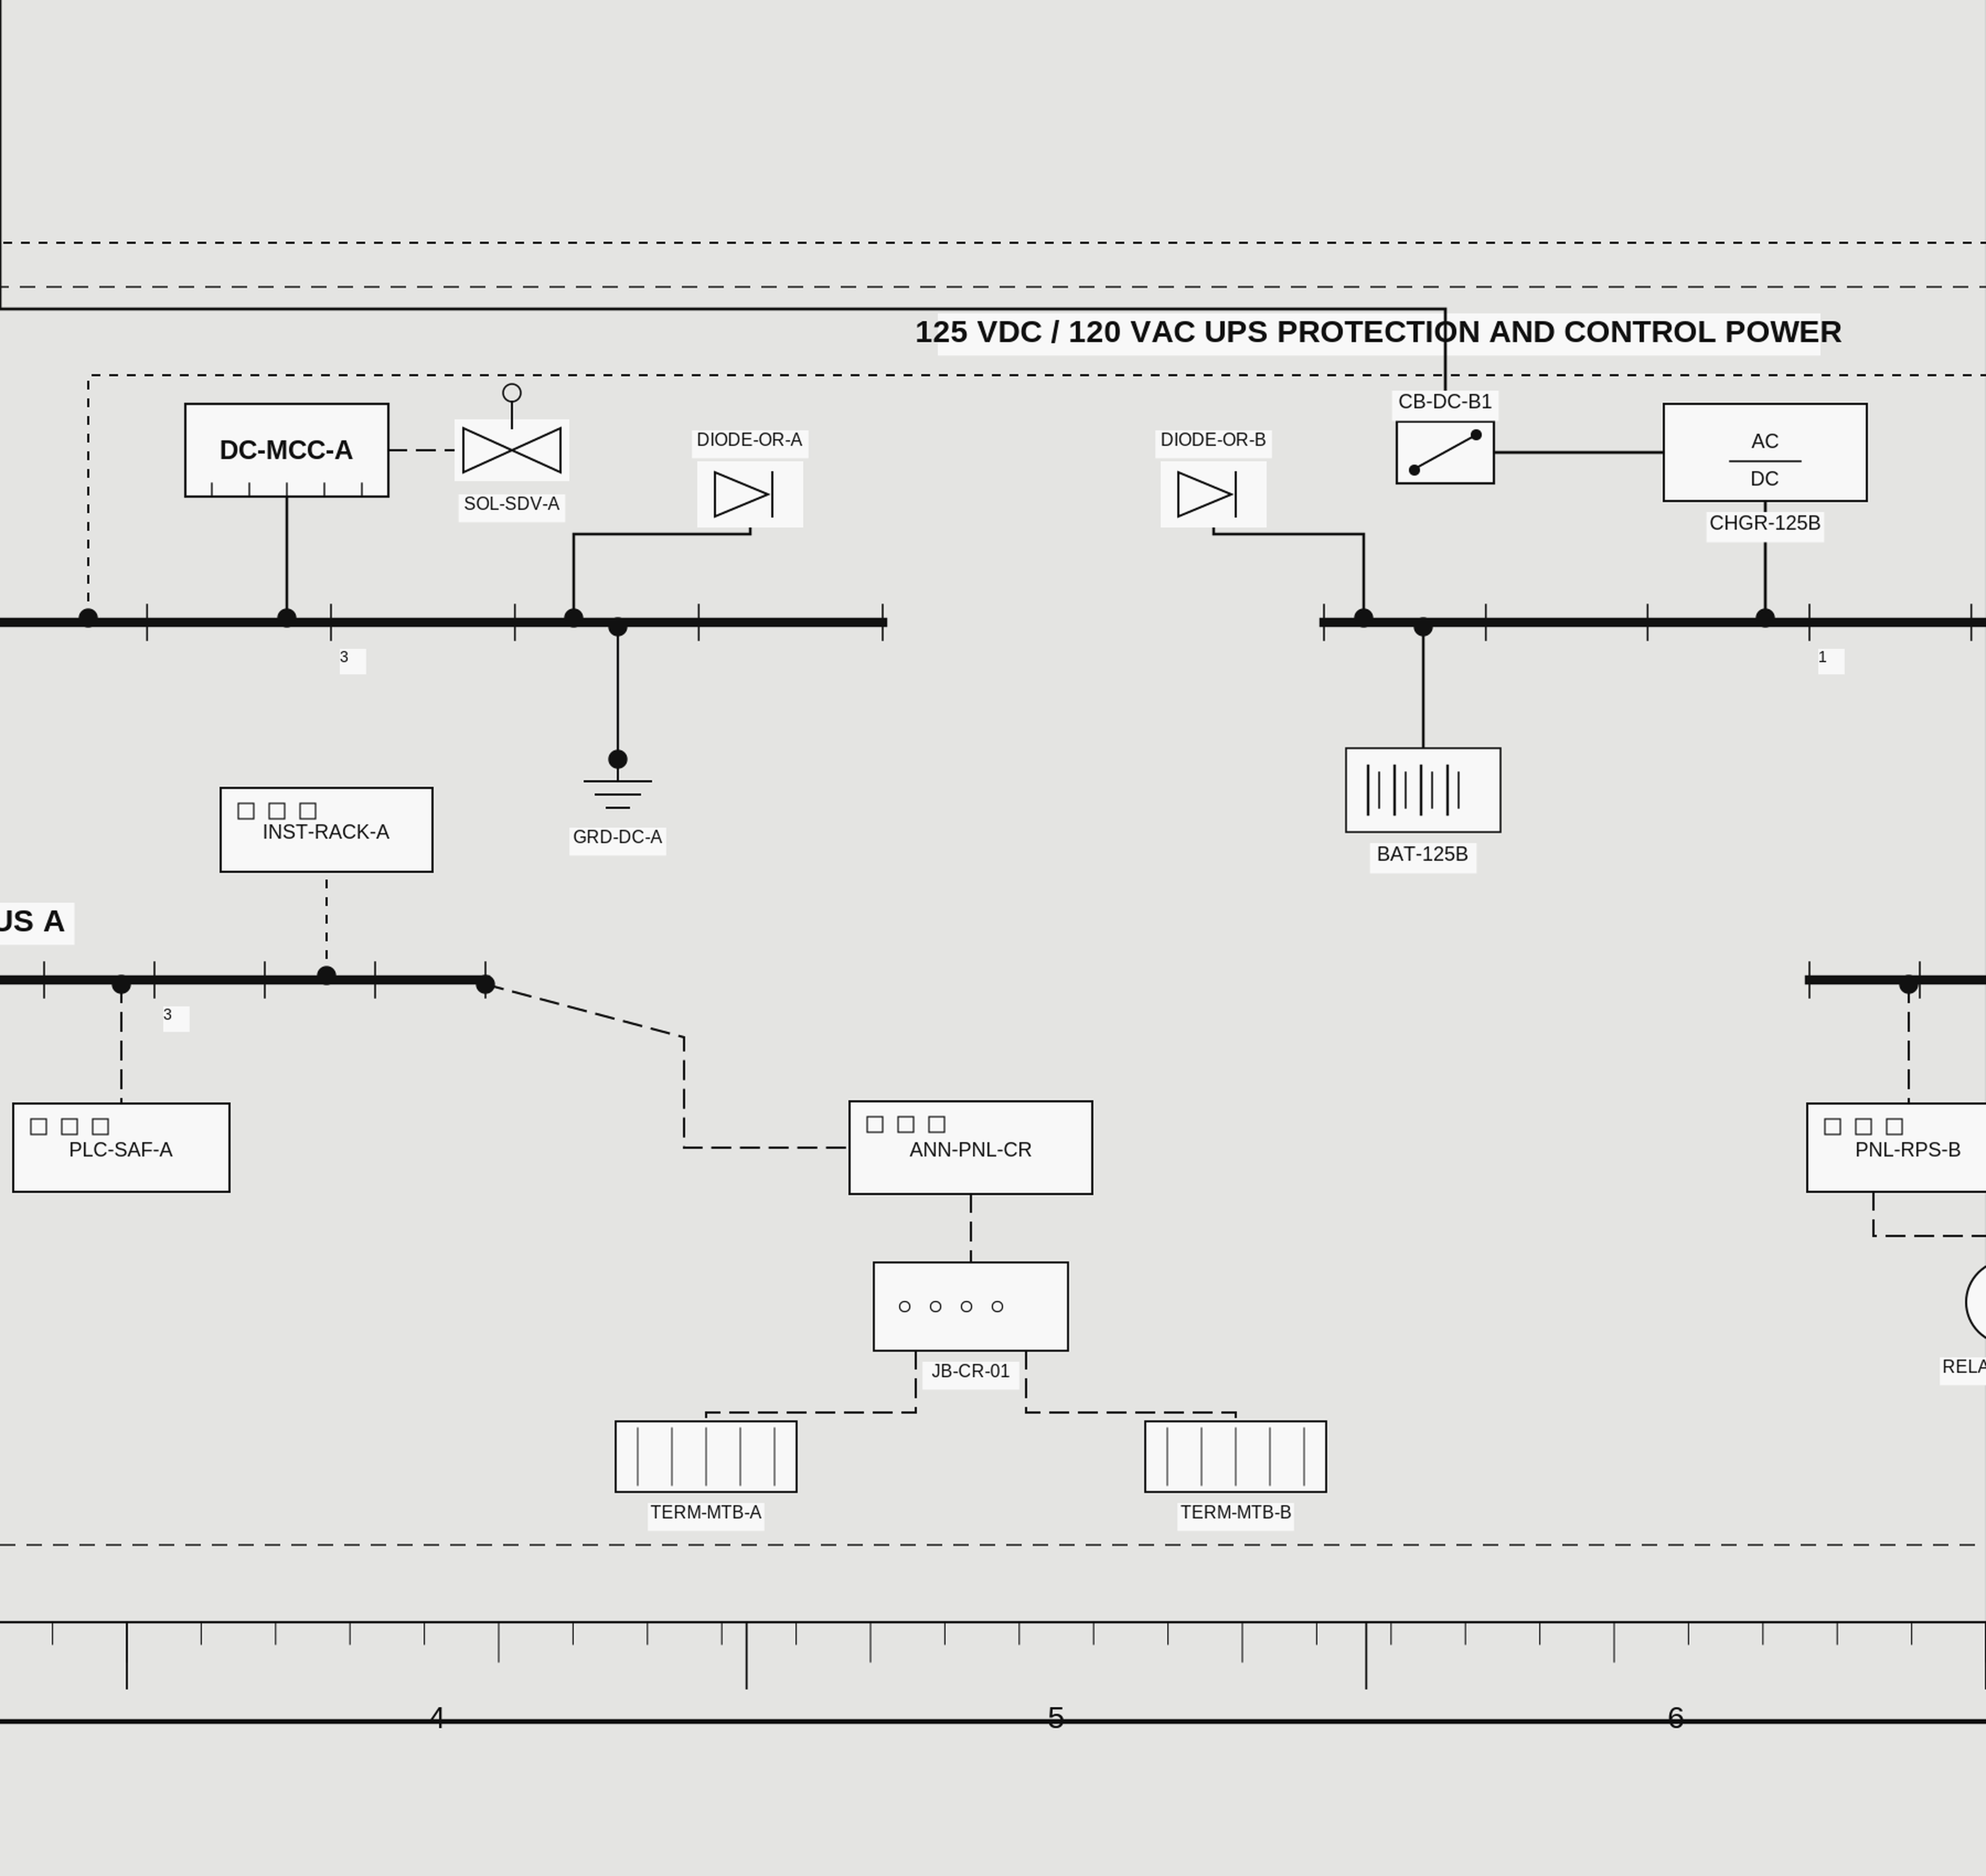 125 VDC / 120 VAC UPS PROTECTION AND CONTROL POWER
CB-DC-B1
DC-MCC-A
SOL-SDV-A
DIODE-OR-A
DIODE-OR-B
AC
DC
CHGR-125B
3
1
INST-RACK-A
GRD-DC-A
BAT-125B
US A
3
PLC-SAF-A
ANN-PNL-CR
PNL-RPS-B
JB-CR-01
RELA
TERM-MTB-A
TERM-MTB-B
4
5
6